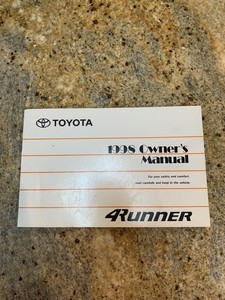 TOYOTA
1998 Owner's
Manual
For your safety and comfort,
read carefully and keep in the vehicle.
4RUNNER